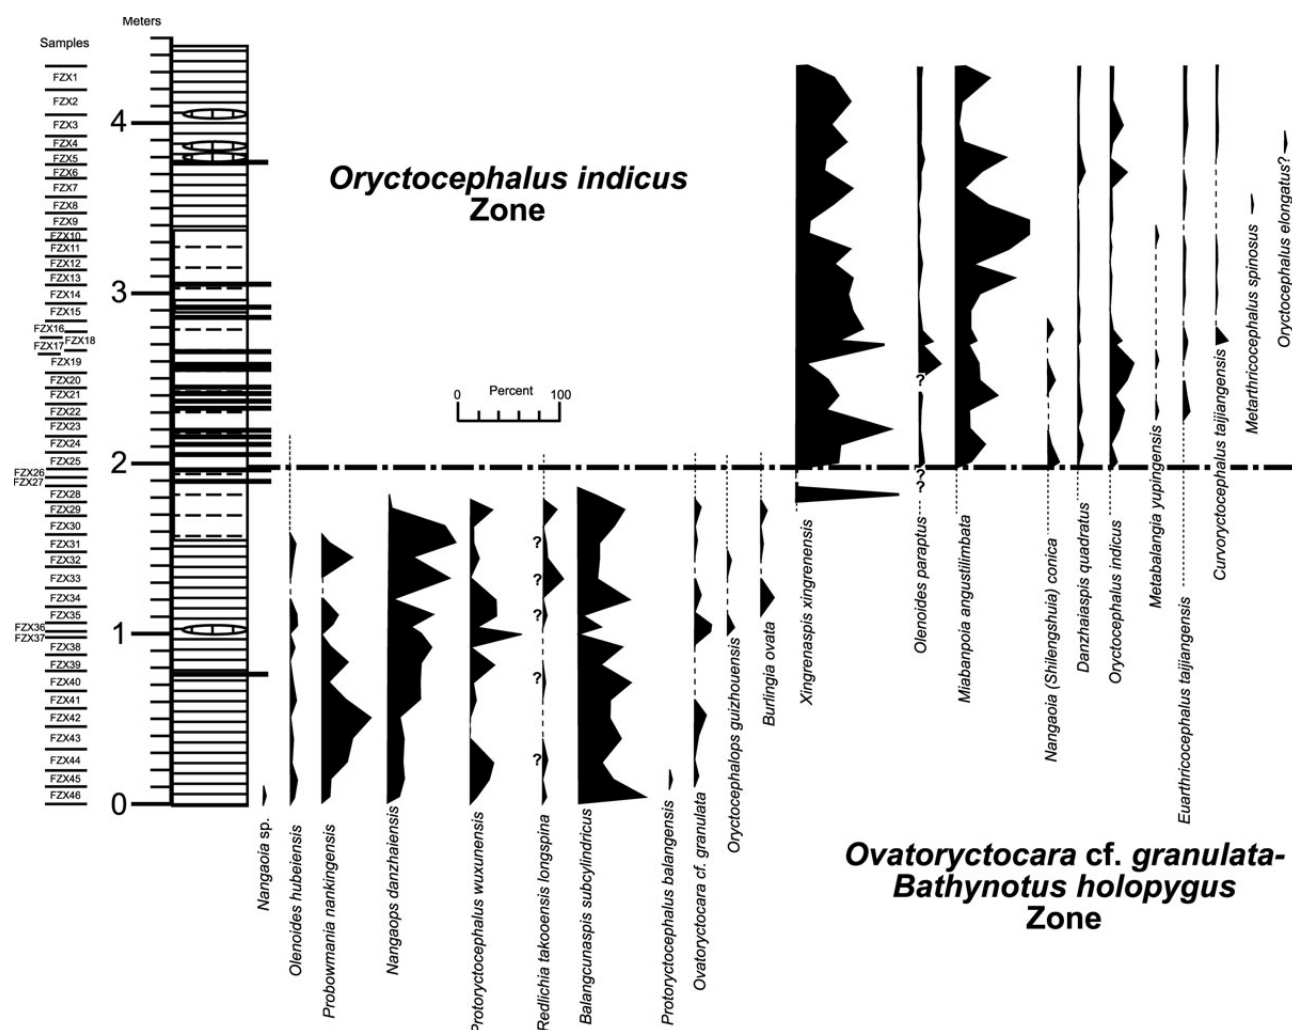 Meters
Samples
FZX1
FZX2
FZX3
FZX4
FZX5
FZX6
FZX7
FZX8
FZX9
FZX10
FZX11
FZX12
FZX13
FZX14
FZX15
FZX16
FZX17
FZX18
FZX19
FZX20
FZX21
FZX22
FZX23
FZX24
FZX25
FZX26
FZX27
FZX28
FZX29
FZX30
FZX31
FZX32
FZX33
FZX34
FZX35
FZX36
FZX37
FZX38
FZX39
FZX40
FZX41
FZX42
FZX43
FZX44
FZX45
FZX46
4
3
2
1
0
Oryctocephalus indicus
Zone
Percent
0 100
?
?
?
?
?
?
?
?
Nangaoia sp.
Olenoides hubeiensis
Probowmania nankingensis
Nangaops danzhaiensis
Protoryctocephalus wuxunensis
Redlichia takooensis longspina
Balangcunaspis subcylindricus
Protoryctocephalus balangensis
Ovatoryctocara cf. granulata
Oryctocephalops guizhouensis
Burlingia ovata
Xingrenaspis xingrenensis
Olenoides paraptus
Miabanpoia angustilimbata
Nangaoia (Shilengshuia) conica
Danzhaiaspis quadratus
Oryctocephalus indicus
Metabalangia yupingensis
Euarthricocephalus taijiangensis
Curvoryctocephalus taijiangensis
Metarthricocephalus spinosus
Oryctocephalus elongatus?
Ovatoryctocara cf. granulata-
Bathynotus holopygus
Zone